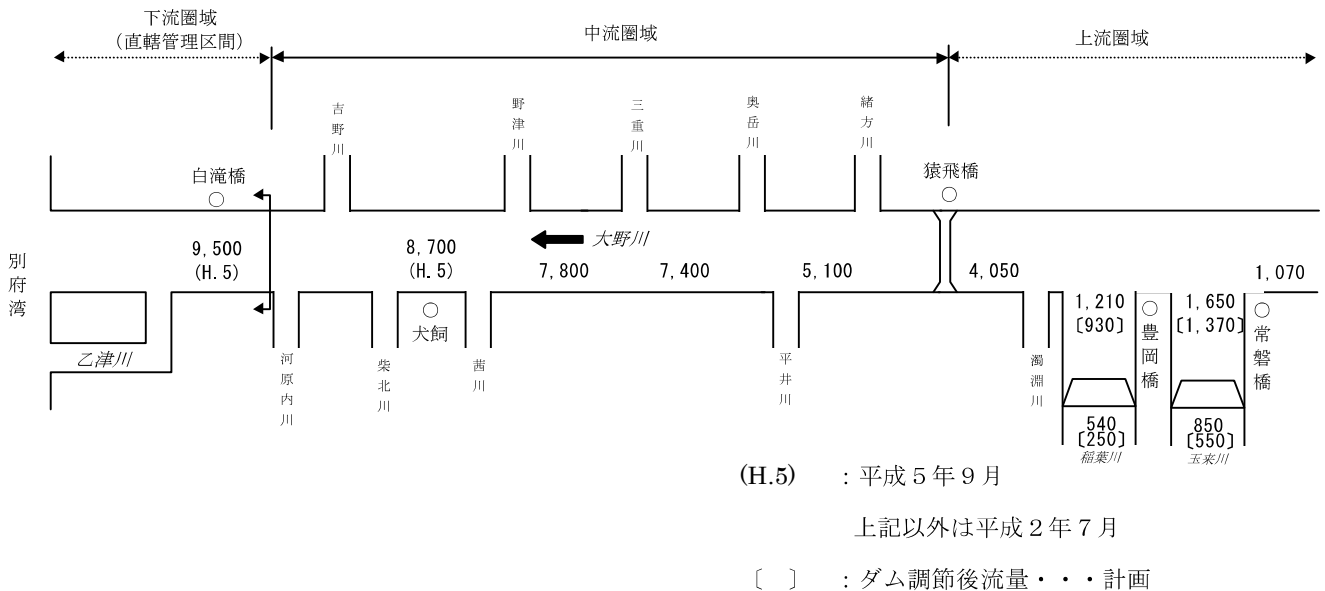 下流圏域
（直轄管理区間）
中流圏域
上流圏域
吉野川
野津川
三重川
奥岳川
緒方川
白滝橋
猿飛橋
大野川
別府湾
9,500
(H.5)
8,700
(H.5)
7,800
7,400
5,100
4,050
1,070
1,210
〔930〕
1,650
〔1,370〕
犬飼
豊岡橋
常磐橋
乙津川
河原内川
柴北川
茜川
平井川
濁淵川
540
〔250〕
稲葉川
850
〔550〕
玉来川
(H.5) ：平成５年９月
上記以外は平成２年７月
〔 〕 ：ダム調節後流量・・・計画